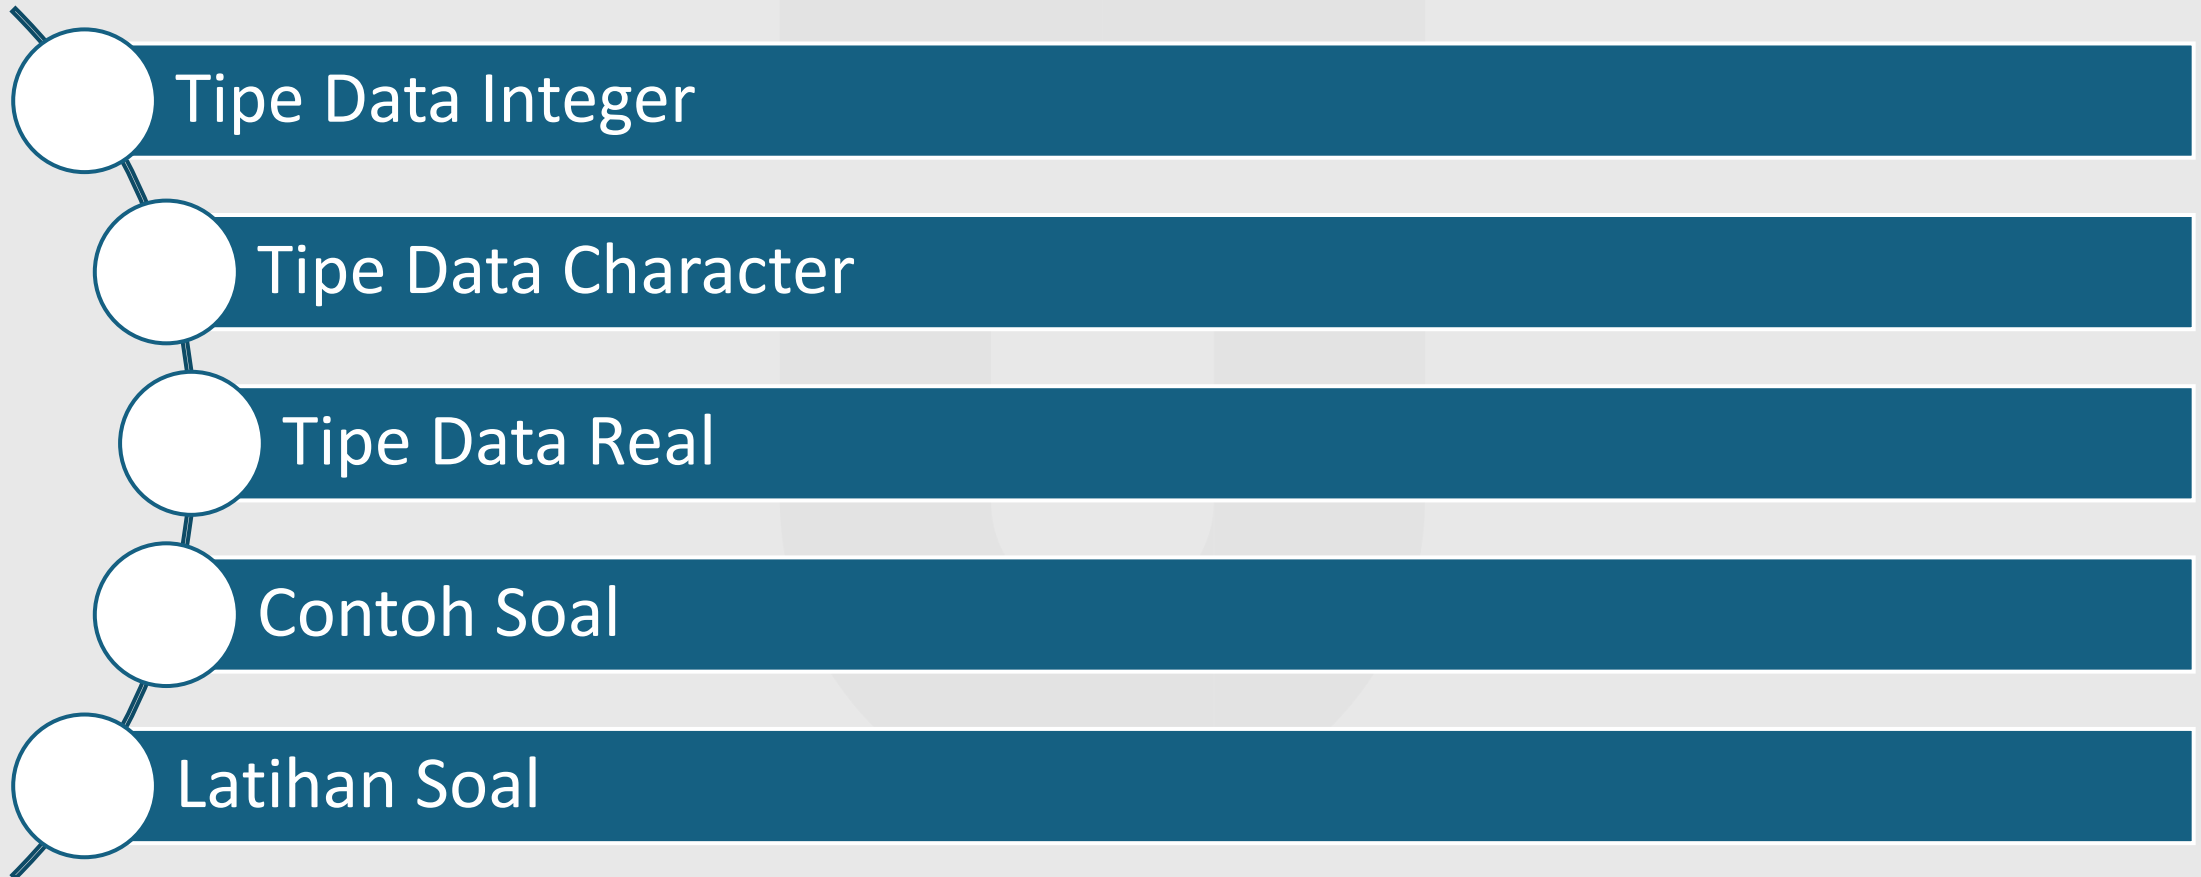 Tipe Data Integer
Tipe Data Character
Tipe Data Real
Contoh Soal
Latihan Soal